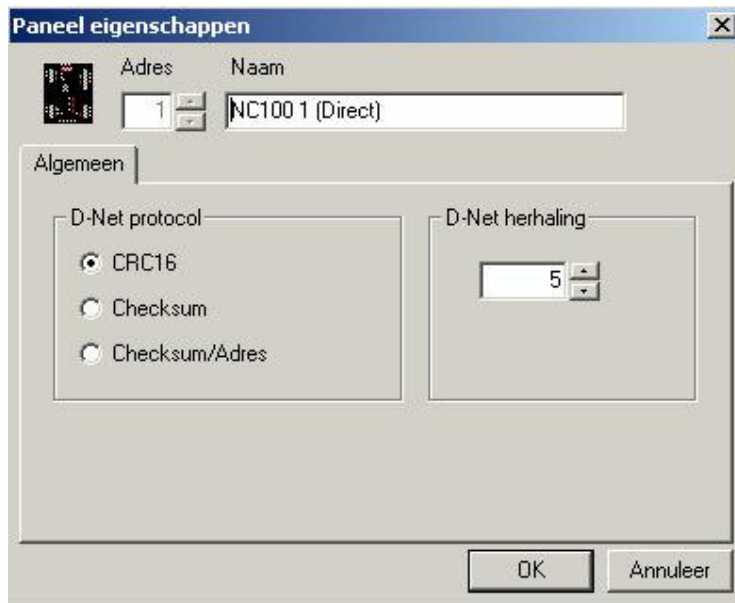 Paneel eigenschappen
Adres Naam
1 NC100 1 (Direct)
Algemeen
D-Net protocol D-Net herhaling
CRC16 5
Checksum
Checksum/Adres
OK Annuleer